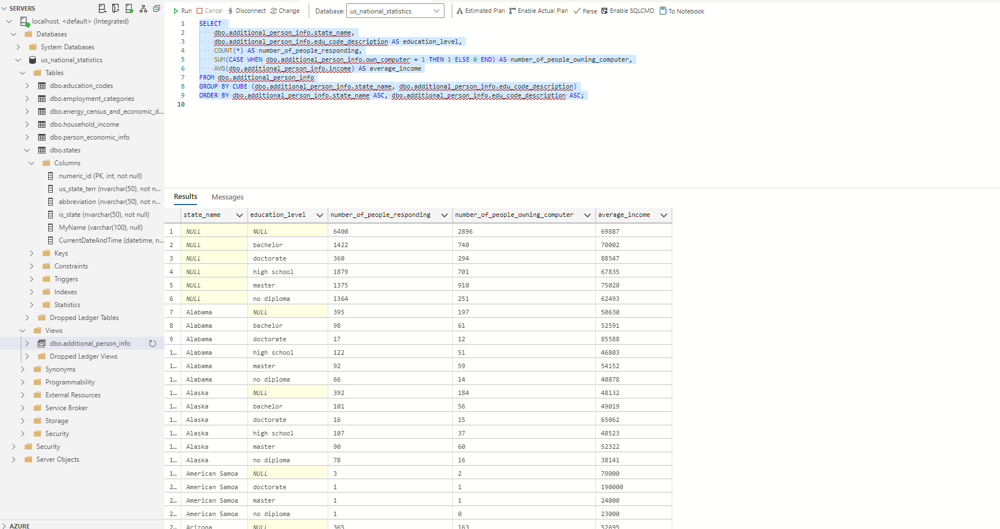 SERVERS
localhost, <default> (Integrated)
Databases
System Databases
us_national_statistics
Tables
dbo.education_codes
dbo.employment_categories
dbo.energy_census_and_economic_d...
dbo.household_income
dbo.person_economic_info
dbo.states
Columns
numeric_id (PK, int, not null)
us_state_terr (nvarchar(50), not n...
abbreviation (nvarchar(50), not n...
is_state (nvarchar(50), not null)
MyName (varchar(100), null)
CurrentDateAndTime (datetime, n...
Keys
Constraints
Triggers
Indexes
Statistics
Dropped Ledger Tables
Views
dbo.additional_person_info
Dropped Ledger Views
Synonyms
Programmability
External Resources
Service Broker
Storage
Security
Security
Server Objects
AZURE
Run Cancel Disconnect Change Database: us_national_statistics Estimated Plan Enable Actual Plan Parse Enable SQLCMD To Notebook
1 SELECT
2 dbo.additional_person_info.state_name,
3 dbo.additional_person_info.edu_code_description AS education_level,
4 COUNT(*) AS number_of_people_responding,
5 SUM(CASE WHEN dbo.additional_person_info.own_computer = 1 THEN 1 ELSE 0 END) AS number_of_people_owning_computer,
6 AVG(dbo.additional_person_info.income) AS average_income
7 FROM dbo.additional_person_info
8 GROUP BY CUBE (dbo.additional_person_info.state_name, dbo.additional_person_info.edu_code_description)
9 ORDER BY dbo.additional_person_info.state_name ASC, dbo.additional_person_info.edu_code_description ASC;
10
Results Messages
state_name education_level number_of_people_responding number_of_people_owning_computer average_income
1 NULL NULL 6400 2896 69887
2 NULL bachelor 1422 740 70002
3 NULL doctorate 360 294 88547
4 NULL high school 1879 701 67835
5 NULL master 1375 910 75020
6 NULL no diploma 1364 251 62493
7 Alabama NULL 395 197 50630
8 Alabama bachelor 98 61 52591
9 Alabama doctorate 17 12 85588
1... Alabama high school 122 51 46803
1... Alabama master 92 59 54152
1... Alabama no diploma 66 14 40878
1... Alaska NULL 392 184 48132
1... Alaska bachelor 101 56 49019
1... Alaska doctorate 16 15 65062
1... Alaska high school 107 37 48523
1... Alaska master 90 60 52322
1... Alaska no diploma 78 16 38141
1... American Samoa NULL 3 2 79000
2... American Samoa doctorate 1 1 190000
2... American Samoa master 1 1 24000
2... American Samoa no diploma 1 0 23000
2... Arizona NULL 365 163 52695